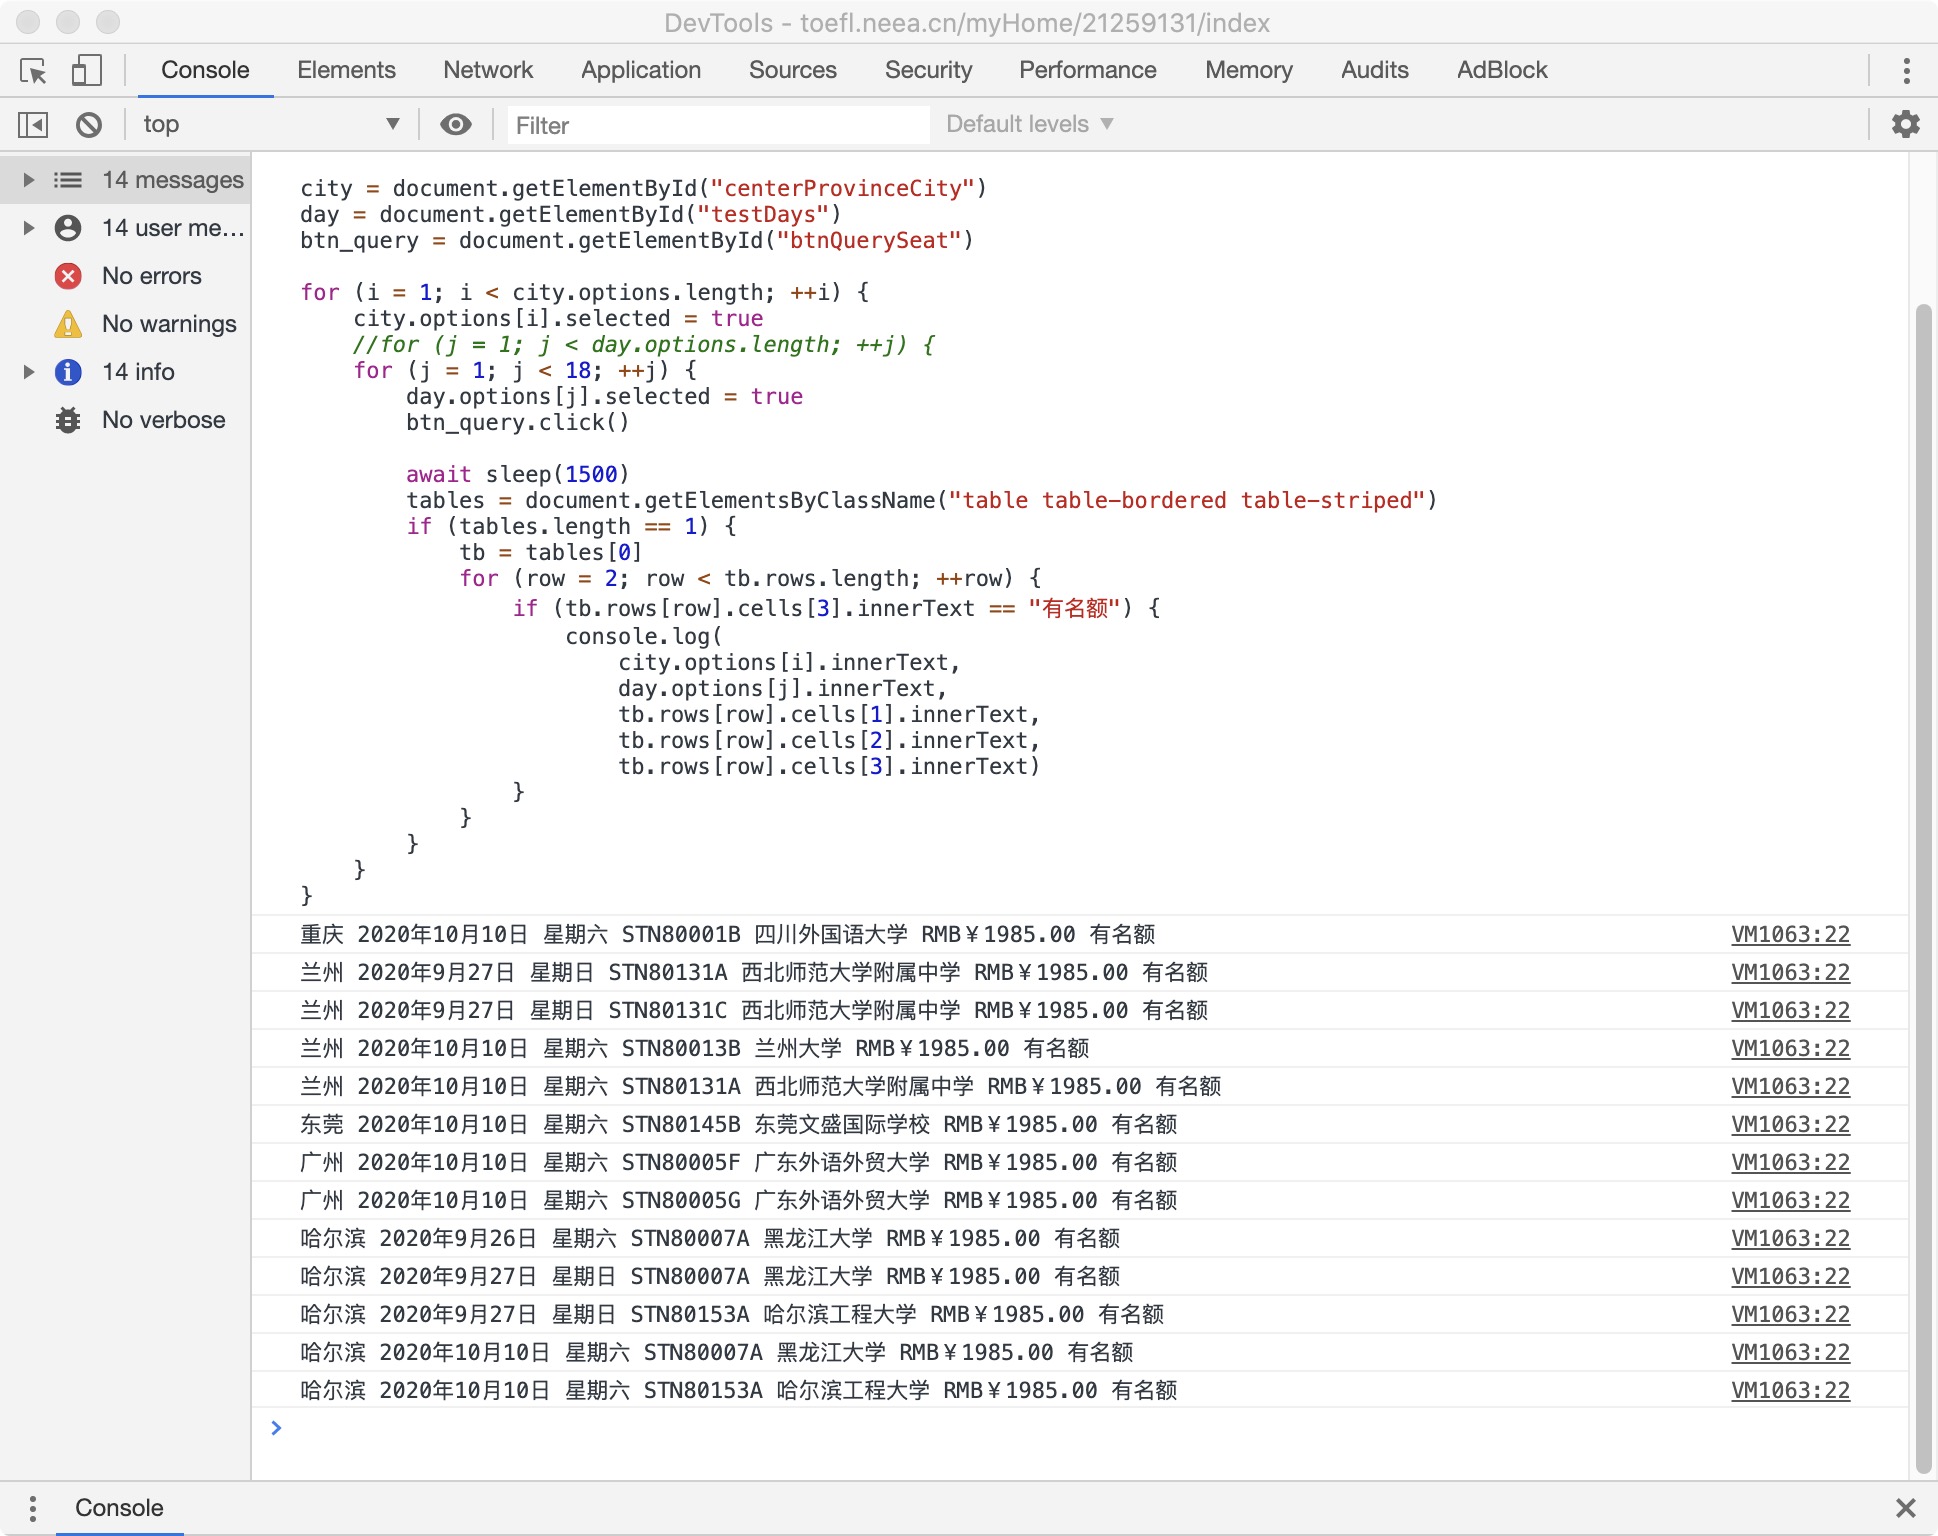 DevTools - toefl.neea.cn/myHome/21259131/index
Console Elements Network Application Sources Security Performance Memory Audits AdBlock
top Filter Default levels
14 messages
14 user me...
No errors
No warnings
14 info
No verbose
city = document.getElementById("centerProvinceCity")
day = document.getElementById("testDays")
btn_query = document.getElementById("btnQuerySeat")
for (i = 1; i < city.options.length; ++i) {
city.options[i].selected = true
//for (j = 1; j < day.options.length; ++j) {
for (j = 1; j < 18; ++j) {
day.options[j].selected = true
btn_query.click()
await sleep(1500)
tables = document.getElementsByClassName("table table-bordered table-striped")
if (tables.length == 1) {
tb = tables[0]
for (row = 2; row < tb.rows.length; ++row) {
if (tb.rows[row].cells[3].innerText == "有名额") {
console.log(
city.options[i].innerText,
day.options[j].innerText,
tb.rows[row].cells[1].innerText,
tb.rows[row].cells[2].innerText,
tb.rows[row].cells[3].innerText)
}
}
}
}
}
重庆 2020年10月10日 星期六 STN80001B 四川外国语大学 RMB￥1985.00 有名额 VM1063:22
兰州 2020年9月27日 星期日 STN80131A 西北师范大学附属中学 RMB￥1985.00 有名额 VM1063:22
兰州 2020年9月27日 星期日 STN80131C 西北师范大学附属中学 RMB￥1985.00 有名额 VM1063:22
兰州 2020年10月10日 星期六 STN80013B 兰州大学 RMB￥1985.00 有名额 VM1063:22
兰州 2020年10月10日 星期六 STN80131A 西北师范大学附属中学 RMB￥1985.00 有名额 VM1063:22
东莞 2020年10月10日 星期六 STN80145B 东莞文盛国际学校 RMB￥1985.00 有名额 VM1063:22
广州 2020年10月10日 星期六 STN80005F 广东外语外贸大学 RMB￥1985.00 有名额 VM1063:22
广州 2020年10月10日 星期六 STN80005G 广东外语外贸大学 RMB￥1985.00 有名额 VM1063:22
哈尔滨 2020年9月26日 星期六 STN80007A 黑龙江大学 RMB￥1985.00 有名额 VM1063:22
哈尔滨 2020年9月27日 星期日 STN80007A 黑龙江大学 RMB￥1985.00 有名额 VM1063:22
哈尔滨 2020年9月27日 星期日 STN80153A 哈尔滨工程大学 RMB￥1985.00 有名额 VM1063:22
哈尔滨 2020年10月10日 星期六 STN80007A 黑龙江大学 RMB￥1985.00 有名额 VM1063:22
哈尔滨 2020年10月10日 星期六 STN80153A 哈尔滨工程大学 RMB￥1985.00 有名额 VM1063:22
Console